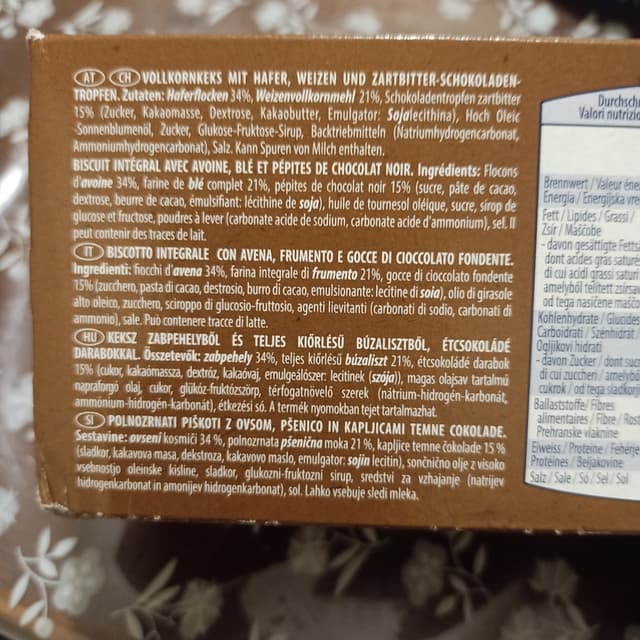 AT CH VOLLKORNKEKS MIT HAFER, WEIZEN UND ZARTBITTER-SCHOKOLADEN-
TROPFEN. Zutaten: Haferflocken 34%, Weizenvollkornmehl 21%, Schokoladentropfen zartbitter
15% (Zucker, Kakaomasse, Dextrose, Kakaobutter, Emulgator: Sojalecithina), Hoch Oleic
-Sonnenblumenöl, Zucker, Glukose-Fruktose-Sirup, Backtriebmitteln (Natriumhydrogencarbonat,
Ammoniumhydrogencarbonat), Salz. Kann Spuren von Milch enthalten.
BISCUIT INTÉGRAL AVEC AVOINE, BLÉ ET PÉPITES DE CHOCOLAT NOIR. Ingrédients: Flocons
d'avoine 34%, farine de blé complet 21%, pépites de chocolat noir 15% (sucre, pâte de cacao,
dextrose, beurre de cacao, émulsifiant: lécithine de soja), huile de tournesol oléique, sucre, sirop de
glucose et fructose, poudres à lever (carbonate acide de sodium, carbonate acide d'ammonium), sel. Il
peut contenir des traces de lait.
IT BISCOTTO INTEGRALE CON AVENA, FRUMENTO E GOCCE DI CIOCCOLATO FONDENTE.
Ingredienti: fiocchi d'avena 34%, farina integrale di frumento 21%, gocce di cioccolato fondente
15% (zucchero, pasta di cacao, destrosio, burro di cacao, emulsionante: lecitine di soia), olio di girasole
alto oleico, zucchero, sciroppo di glucosio-fruttosio, agenti lievitanti (carbonati di sodio, carbonati di
ammonio), sale. Può contenere tracce di latte.
HU KEKSZ ZABPEHELYBŐL ÉS TELJES KIŐRLÉSŰ BÚZALISZTBŐL, ÉTCSOKOLÁDÉ
DARABOKKAL. Összetevők: zabpehely 34%, teljes kiőrlésű búzaliszt 21%, étcsokoládé darabok
15% (cukor, kakaómassza, dextróz, kakaóvaj, emulgeálószer: lecitinek (szója)), magas olajsav tartalmú
napraforgó olaj, cukor, glükóz-fruktózszörp, térfogatnövelő szerek (nátrium-hidrogén-karbonát,
ammónium-hidrogén-karbonát), étkezési só. A termék nyomokban tejet tartalmazhat.
SI POLNOZRNATI PIŠKOTI Z OVSOM, PŠENICO IN KAPLJICAMI TEMNE ČOKOLADE.
Sestavine: ovseni kosmiči 34 %, polnozrnata pšenična moka 21 %, kapljice temne čokolade 15 %
(sladkor, kakavova masa, dekstroza, kakavovo maslo, emulgator: sojin lecitin), sončnično olje z visoko
vsebnostjo oleinske kisline, sladkor, glukozni-fruktozni sirup, sredstvi za vzhajanje (natrijev
hidrogenkarbonat in amonijev hidrogenkarbonat), sol. Lahko vsebuje sledi mleka.
Durchsch
Valori nutrizio
Brennwert / Valeur éne
Energia / Energijska vre
Fett / Lipides / Grassi /
Zsír / Maščobe
- davon gesättigte Fetts
dont acides gras saturés
di cui acidi grassi satur
amelyből telített zsírsa
od tega nasičene mašč
Kohlenhydrate / Glucides
Carboidrati / Szénhidrát
Ogljikovi hidrati
- davon Zucker / dont suc
di cui zuccheri / amelyből
cukrok / od tega sladkorj
Ballaststoffe/ Fibres
alimentaires / Fibre / Rost
Prehranske vlaknine
Eiweiss / Proteine / Fehérje
Protéines / Beljakovine
Salz / Sale / Só / Sel / Sol